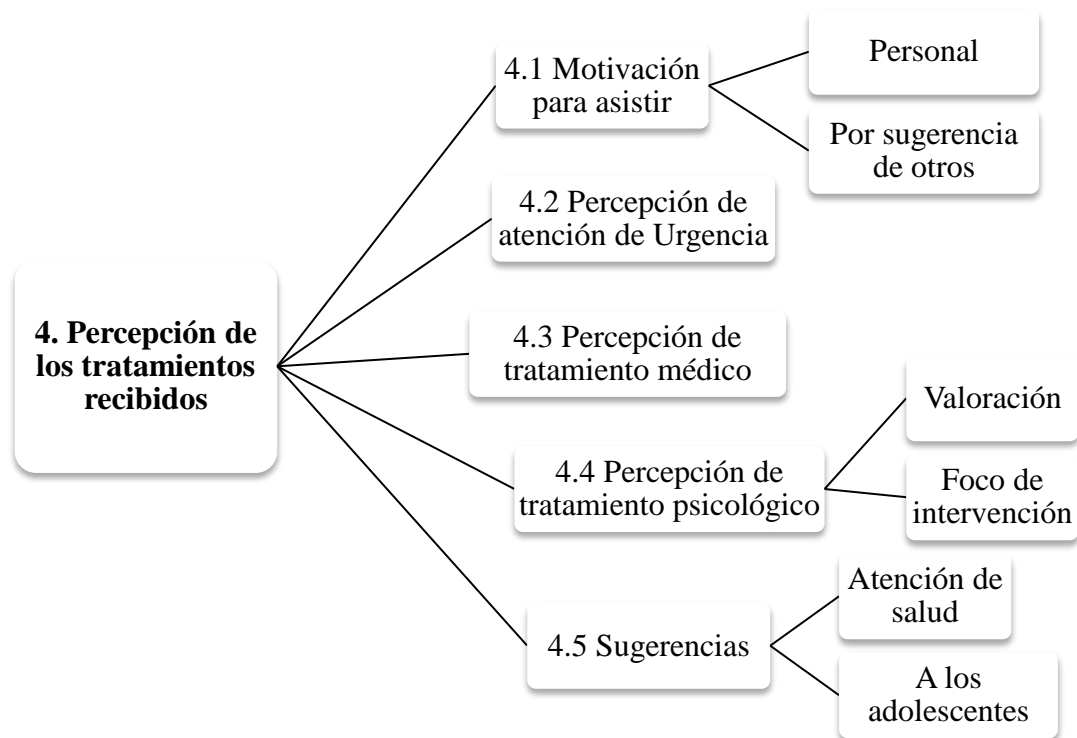 4. Percepción de
los tratamientos
recibidos
4.1 Motivación
para asistir
Personal
Por sugerencia
de otros
4.2 Percepción de
atención de Urgencia
4.3 Percepción de
tratamiento médico
4.4 Percepción de
tratamiento psicológico
Valoración
Foco de
intervención
4.5 Sugerencias
Atención de
salud
A los
adolescentes